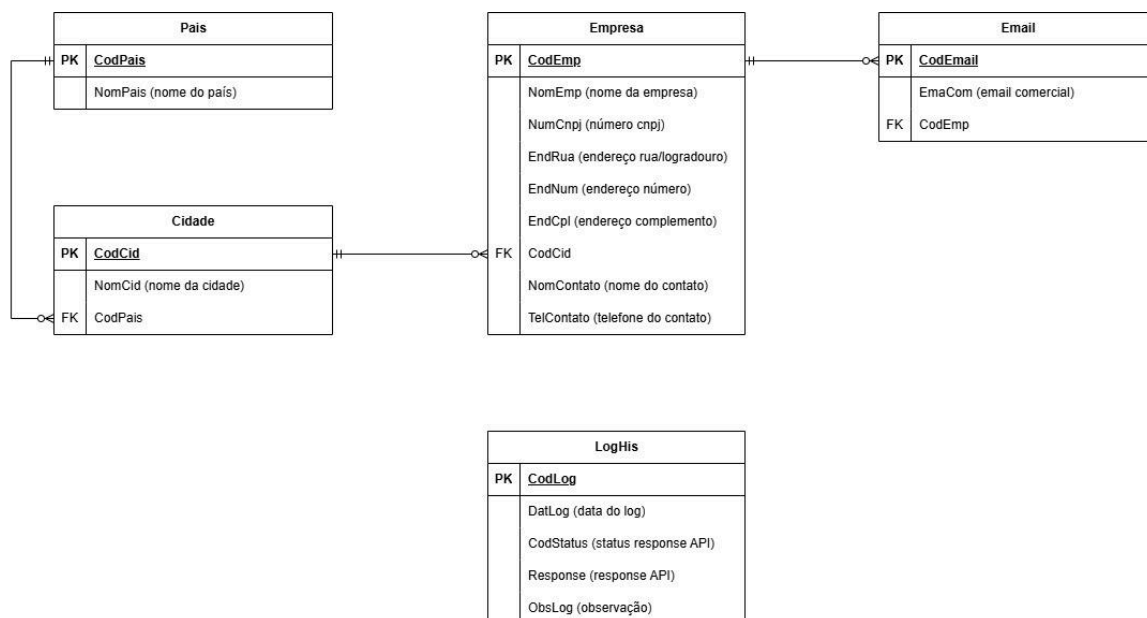 Pais
PK CodPais
NomPais (nome do país)
Cidade
PK CodCid
NomCid (nome da cidade)
FK CodPais
Empresa
PK CodEmp
NomEmp (nome da empresa)
NumCnpj (número cnpj)
EndRua (endereço rua/logradouro)
EndNum (endereço número)
EndCpl (endereço complemento)
FK CodCid
NomContato (nome do contato)
TelContato (telefone do contato)
Email
PK CodEmail
EmaCom (email comercial)
FK CodEmp
LogHis
PK CodLog
DatLog (data do log)
CodStatus (status response API)
Response (response API)
ObsLog (observação)